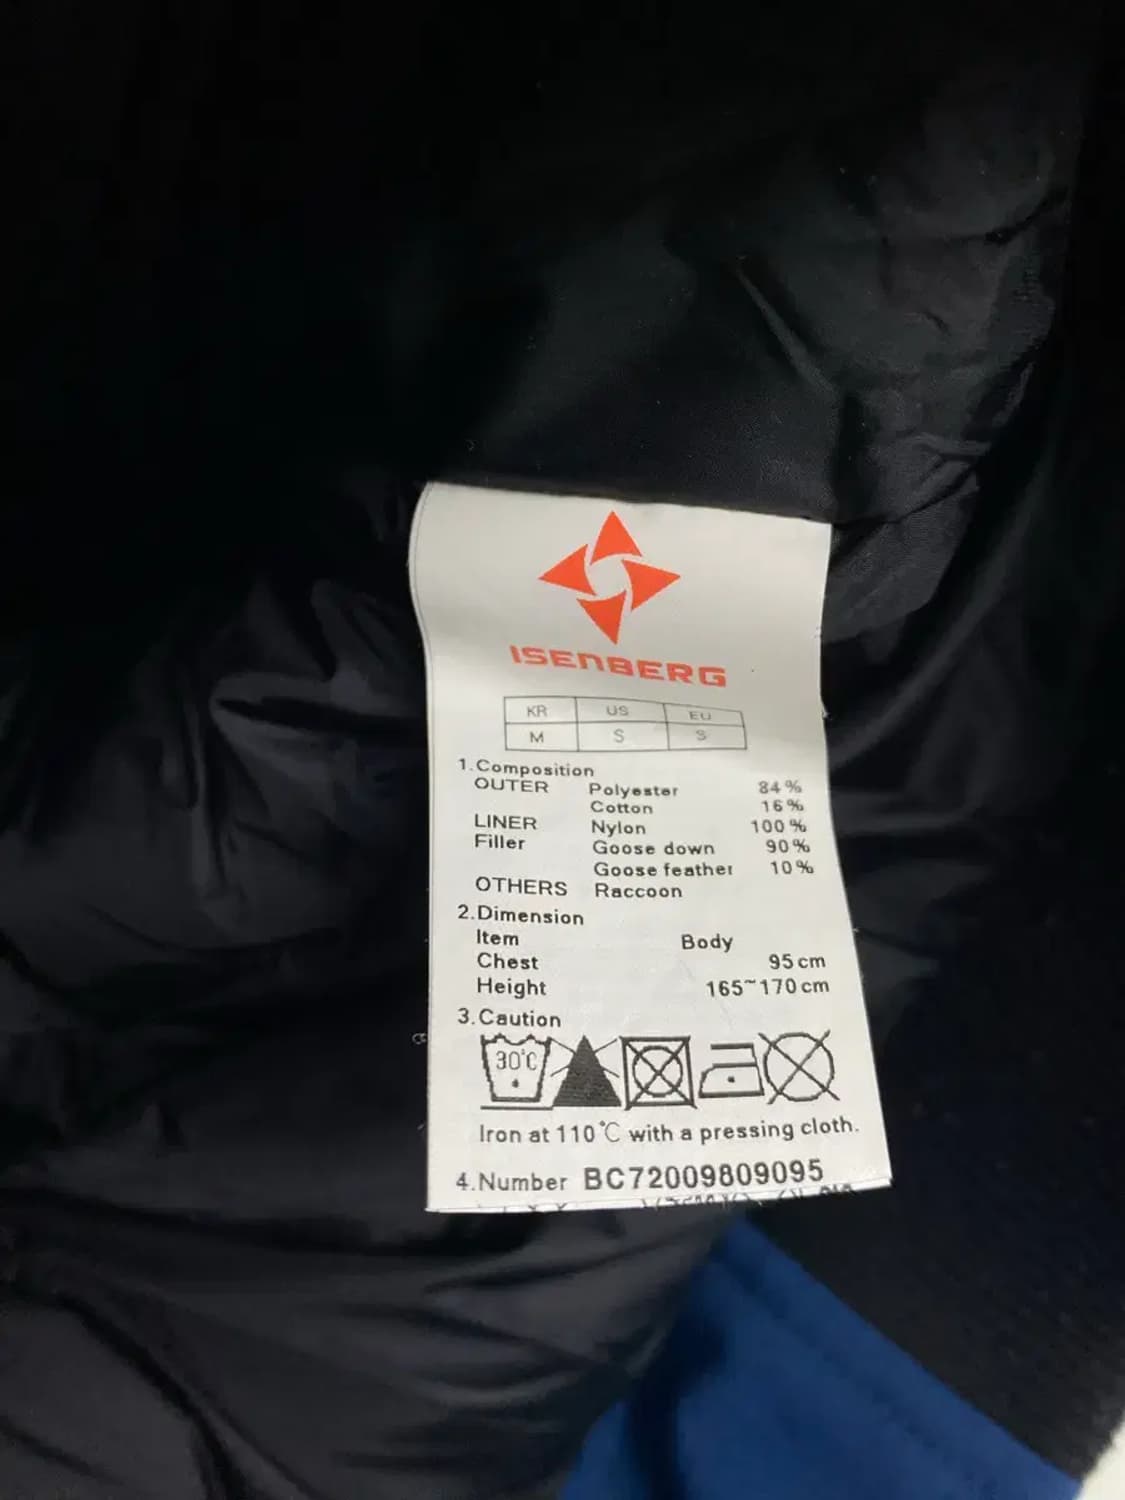 ISENBERG
KR US EU
M S S
1.Composition
OUTER Polyester 84%
Cotton 16%
LINER Nylon 100%
Filler Goose down 90%
Goose feather 10%
OTHERS Raccoon
2.Dimension
Item Body
Chest 95cm
Height 165~170cm
3.Caution
30℃
Iron at 110℃ with a pressing cloth.
4.Number BC72009809095